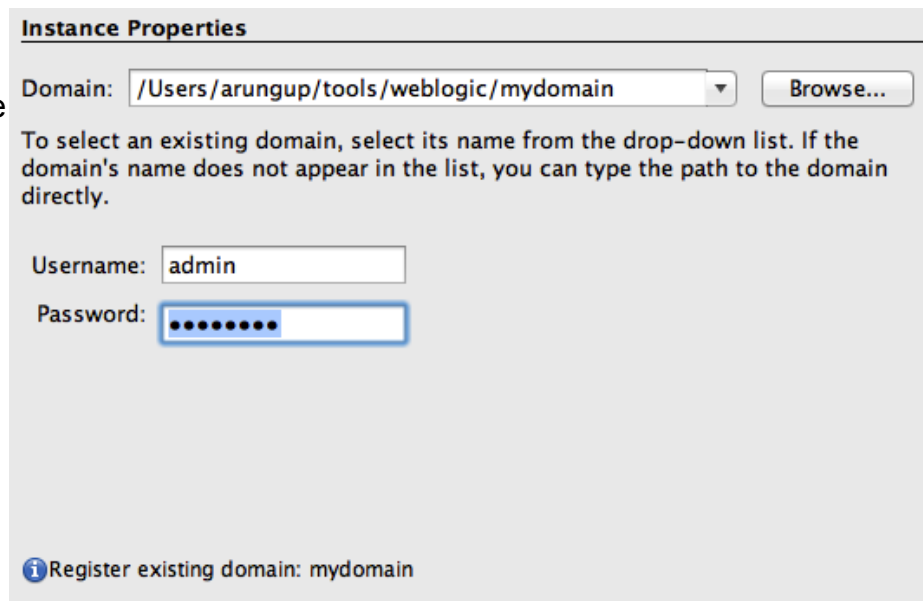 Instance Properties
e
Domain: /Users/arungup/tools/weblogic/mydomain Browse...
To select an existing domain, select its name from the drop-down list. If the
domain's name does not appear in the list, you can type the path to the domain
directly.
Username: admin
Password: ••••••••
Register existing domain: mydomain